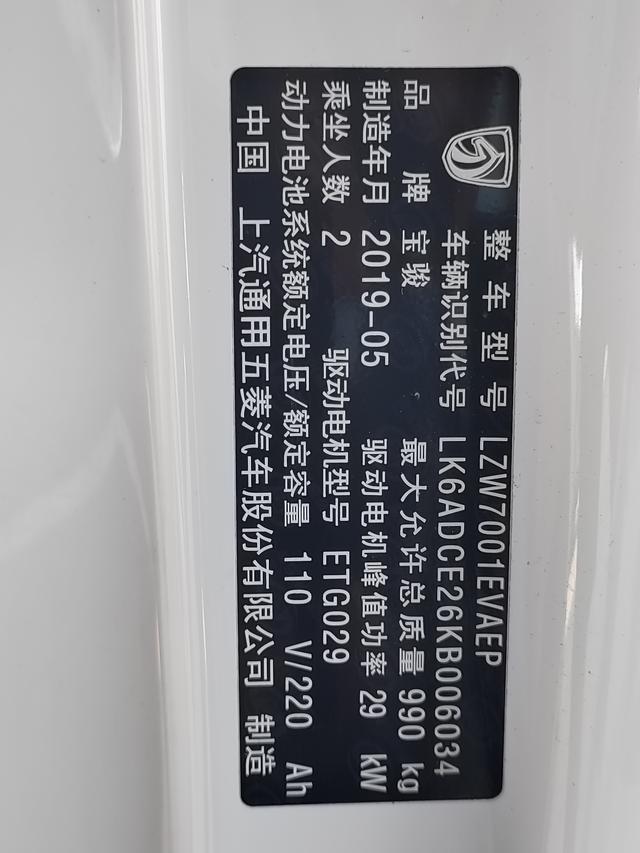 整车型号 LZW7001EVAEP
车辆识别代号 LK6ADCE26KB006034
品牌 宝骏 最大允许总质量 990 kg
制造年月 2019-05 驱动电机峰值功率 29 kW
乘坐人数 2 驱动电机型号 ETG029
动力电池系统额定电压/额定容量 110 V/220 Ah
中国 上汽通用五菱汽车股份有限公司 制造